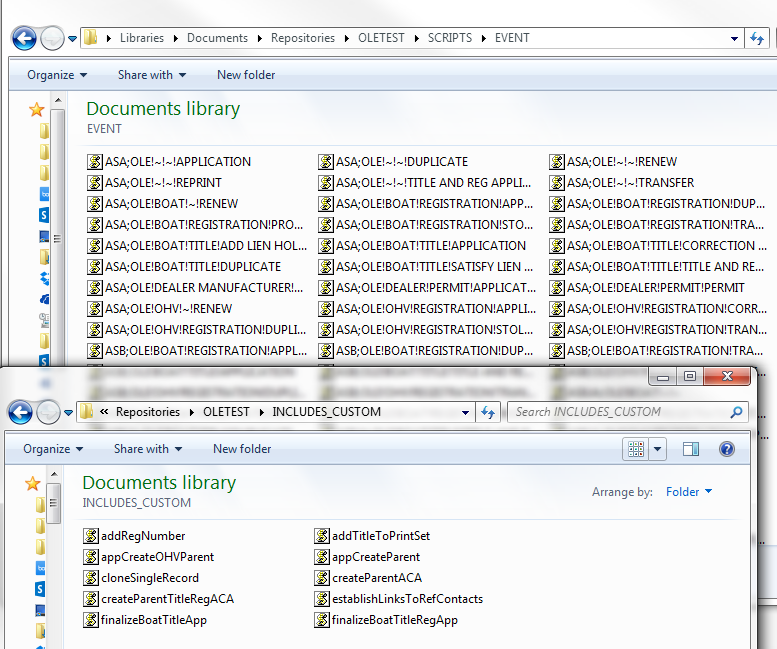 Libraries ▸ Documents ▸ Repositories ▸ OLETEST ▸ SCRIPTS ▸ EVENT
Organize Share with New folder
Documents library
EVENT
ASA;OLE!~!~!APPLICATION ASA;OLE!~!~!DUPLICATE ASA;OLE!~!~!RENEW
ASA;OLE!~!~!REPRINT ASA;OLE!~!~!TITLE AND REG APPLI... ASA;OLE!~!~!TRANSFER
ASA;OLE!BOAT!~!RENEW ASA;OLE!BOAT!REGISTRATION!APP... ASA;OLE!BOAT!REGISTRATION!DUP...
ASA;OLE!BOAT!REGISTRATION!PRO... ASA;OLE!BOAT!REGISTRATION!STO... ASA;OLE!BOAT!REGISTRATION!TRA...
ASA;OLE!BOAT!TITLE!ADD LIEN HOL... ASA;OLE!BOAT!TITLE!APPLICATION ASA;OLE!BOAT!TITLE!CORRECTION ...
ASA;OLE!BOAT!TITLE!DUPLICATE ASA;OLE!BOAT!TITLE!SATISFY LIEN ... ASA;OLE!BOAT!TITLE!TITLE AND RE...
ASA;OLE!DEALER MANUFACTURER!... ASA;OLE!DEALER!PERMIT!APPLICAT... ASA;OLE!DEALER!PERMIT!PERMIT
ASA;OLE!OHV!~!RENEW ASA;OLE!OHV!REGISTRATION!APPLI... ASA;OLE!OHV!REGISTRATION!CORR...
ASA;OLE!OHV!REGISTRATION!DUPLI... ASA;OLE!OHV!REGISTRATION!STOL... ASA;OLE!OHV!REGISTRATION!TRAN...
ASB;OLE!BOAT!REGISTRATION!APPL... ASB;OLE!BOAT!REGISTRATION!DUP... ASB;OLE!BOAT!REGISTRATION!TRA...
« Repositories ▸ OLETEST ▸ INCLUDES_CUSTOM Search INCLUDES_CUSTOM
Organize Share with New folder
Documents library
INCLUDES_CUSTOM Arrange by: Folder
addRegNumber addTitleToPrintSet
appCreateOHVParent appCreateParent
cloneSingleRecord createParentACA
createParentTitleRegACA establishLinksToRefContacts
finalizeBoatTitleApp finalizeBoatTitleRegApp